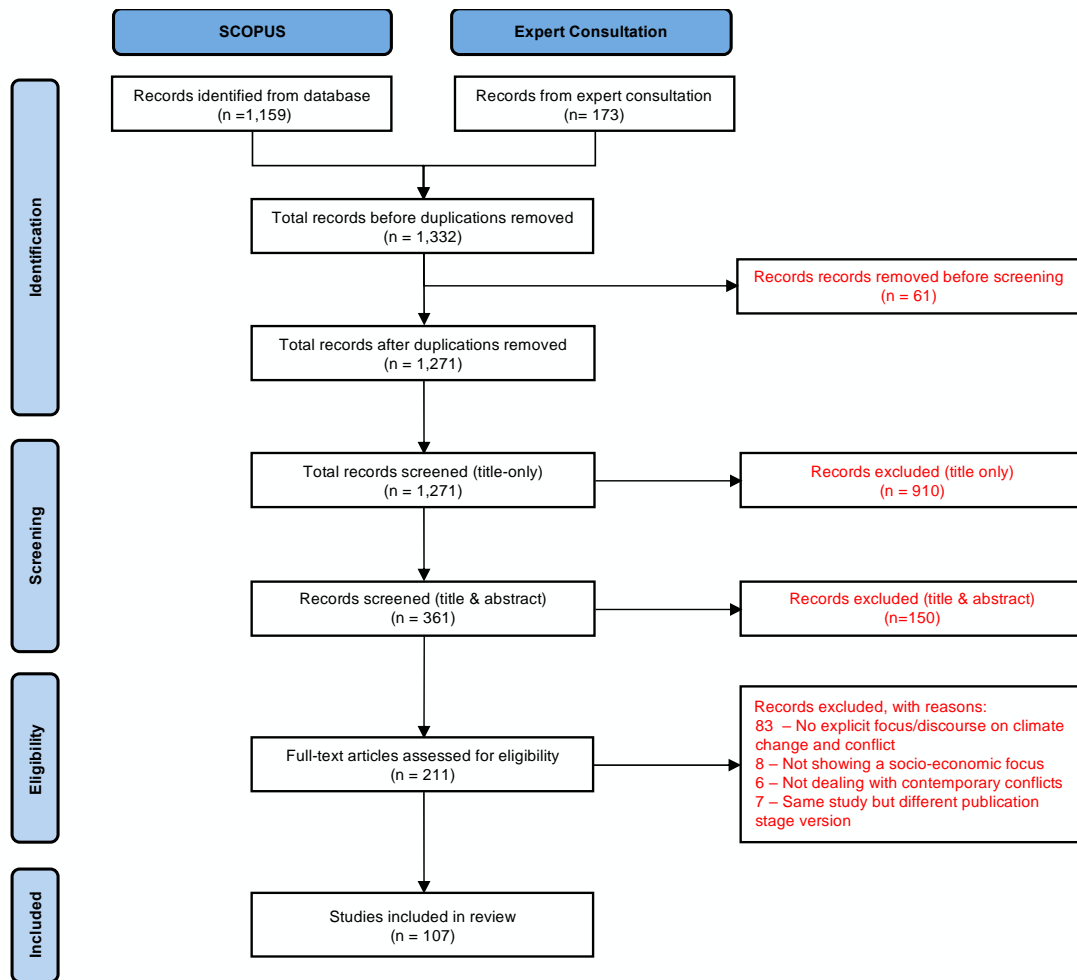 SCOPUS
Expert Consultation
Identification
Records identified from database
(n =1,159)
Records from expert consultation
(n= 173)
Total records before duplications removed
(n = 1,332)
Records records removed before screening
(n = 61)
Total records after duplications removed
(n = 1,271)
Screening
Total records screened (title-only)
(n = 1,271)
Records excluded (title only)
(n = 910)
Records screened (title & abstract)
(n = 361)
Records excluded (title & abstract)
(n=150)
Eligibility
Full-text articles assessed for eligibility
(n = 211)
Records excluded, with reasons:
83 – No explicit focus/discourse on climate
change and conflict
8 – Not showing a socio-economic focus
6 – Not dealing with contemporary conflicts
7 – Same study but different publication
stage version
Included
Studies included in review
(n = 107)